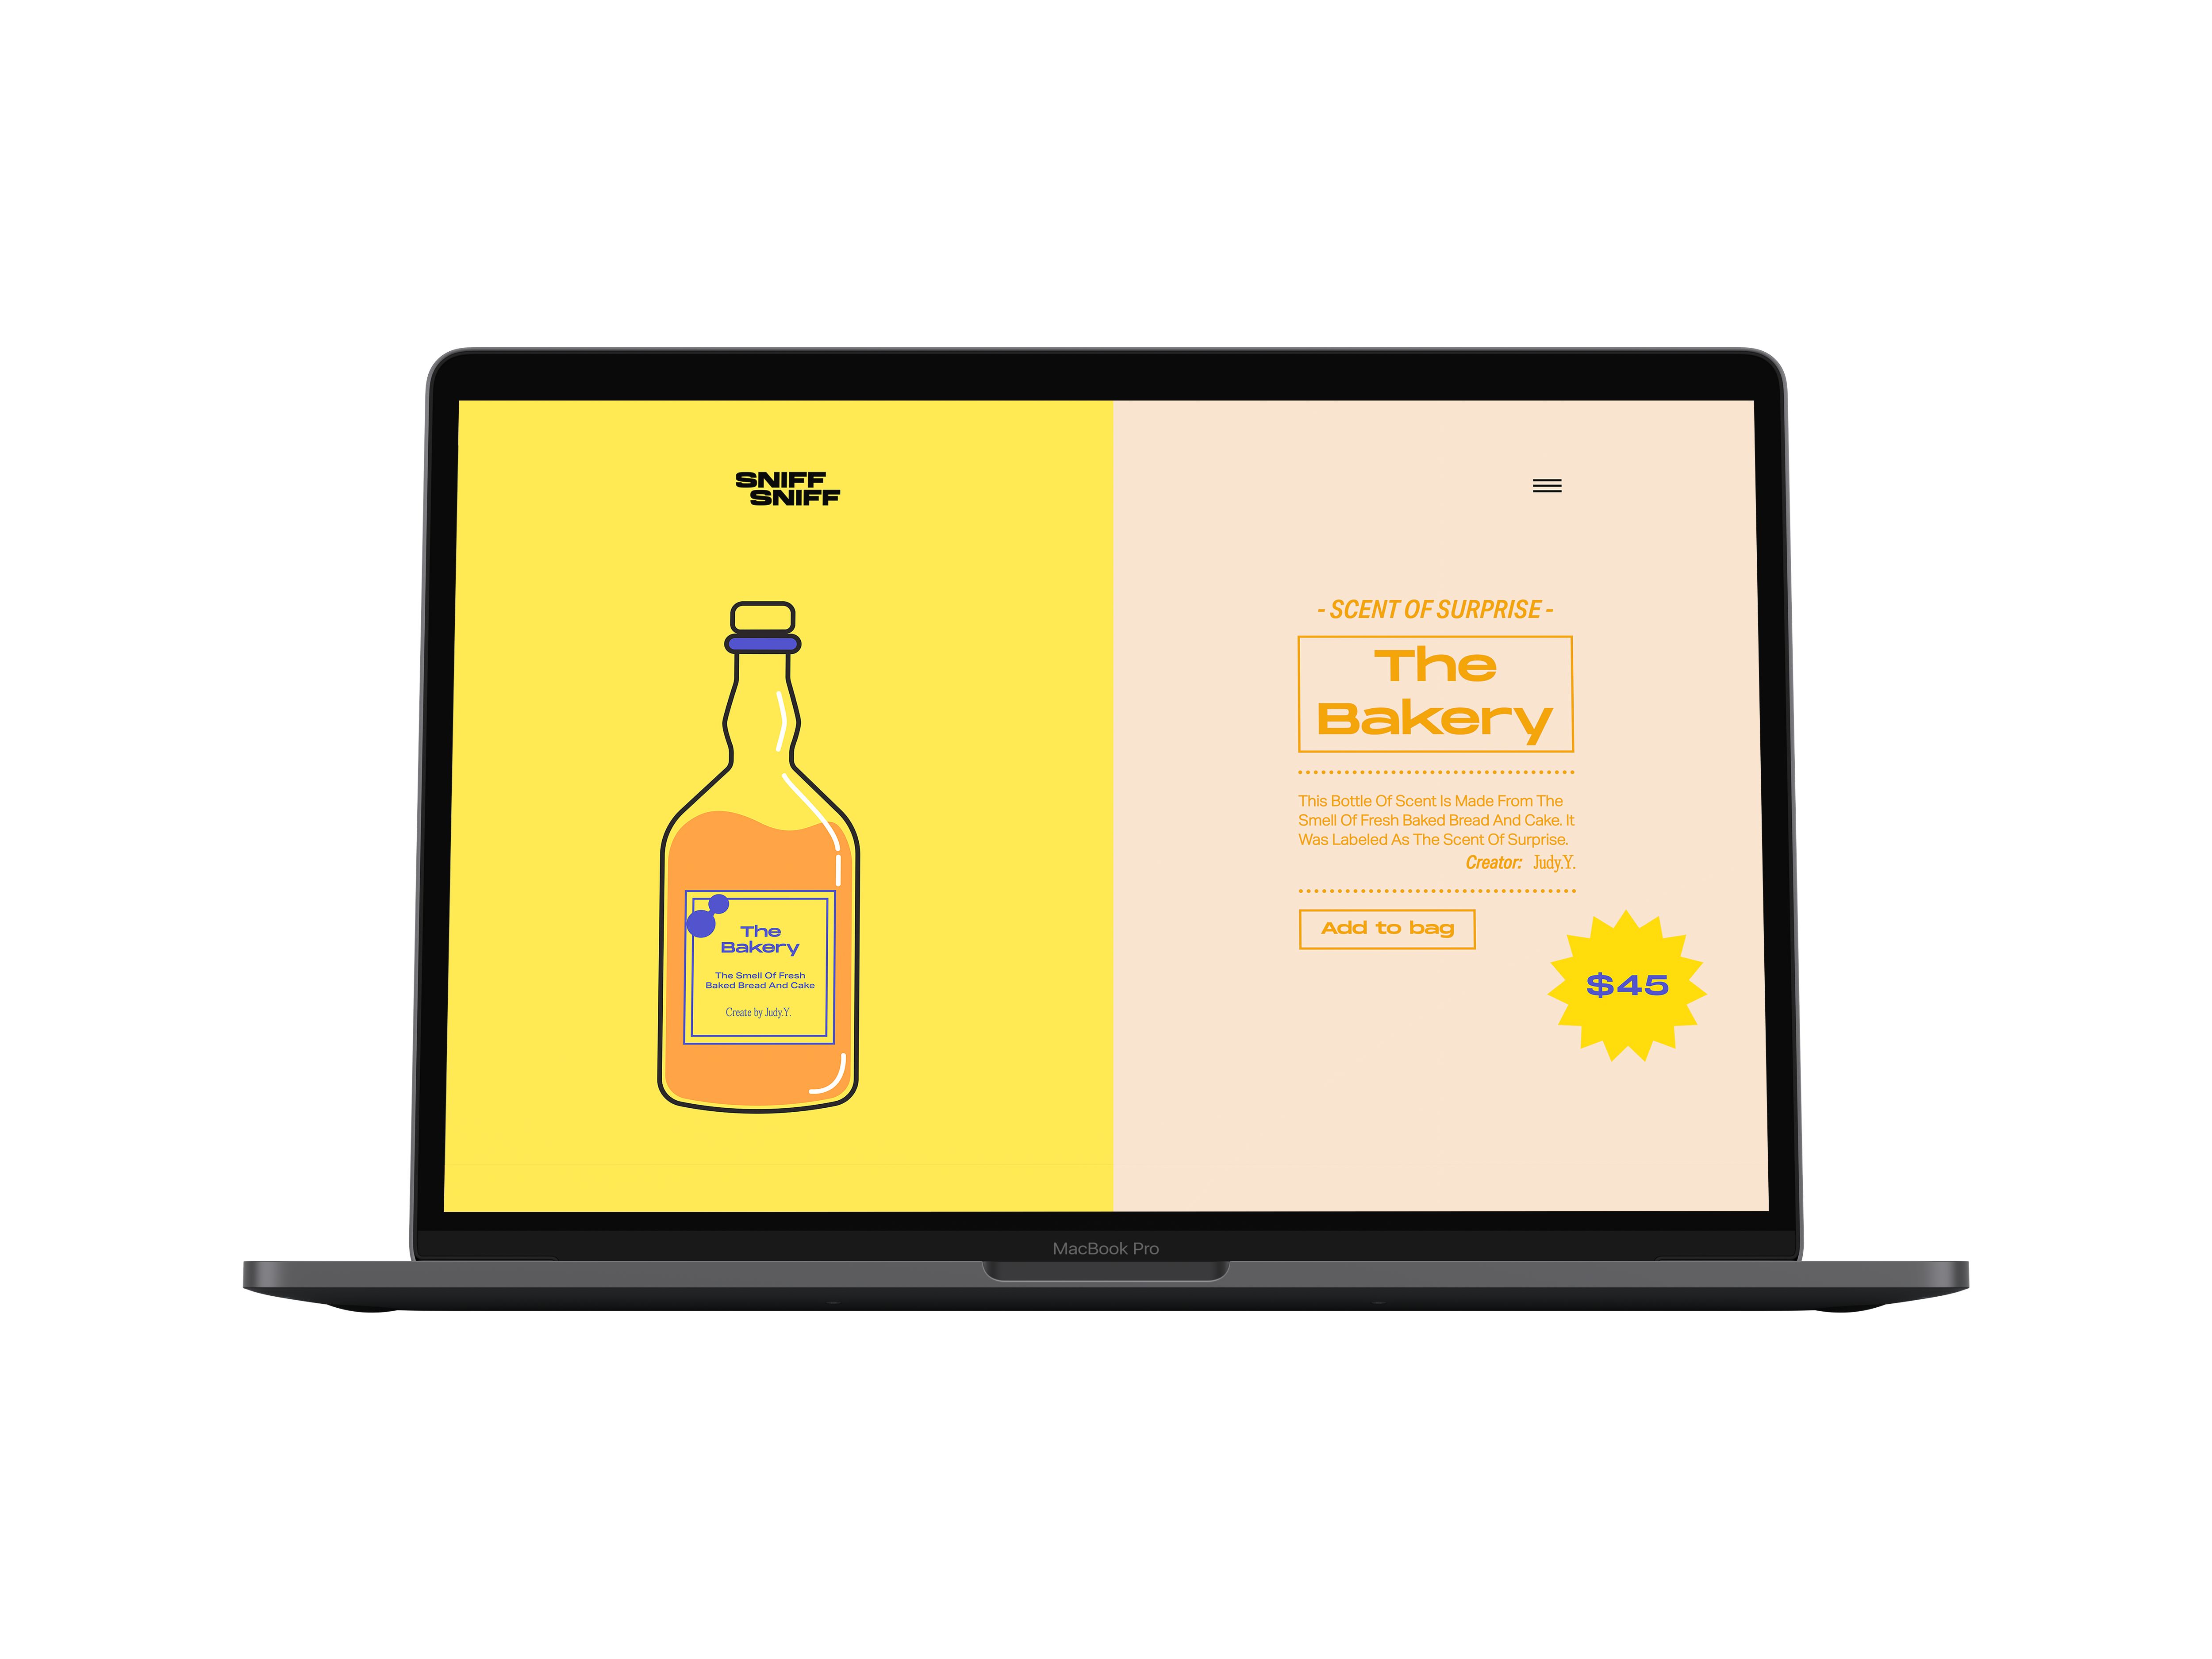 SNIFF
SNIFF
The
Bakery
The Smell Of Fresh
Baked Bread And Cake
Create by Judy.Y.
- SCENT OF SURPRISE -
The
Bakery
This Bottle Of Scent Is Made From The
Smell Of Fresh Baked Bread And Cake. It
Was Labeled As The Scent Of Surprise.
Creator: Judy.Y.
Add to bag
$45
MacBook Pro